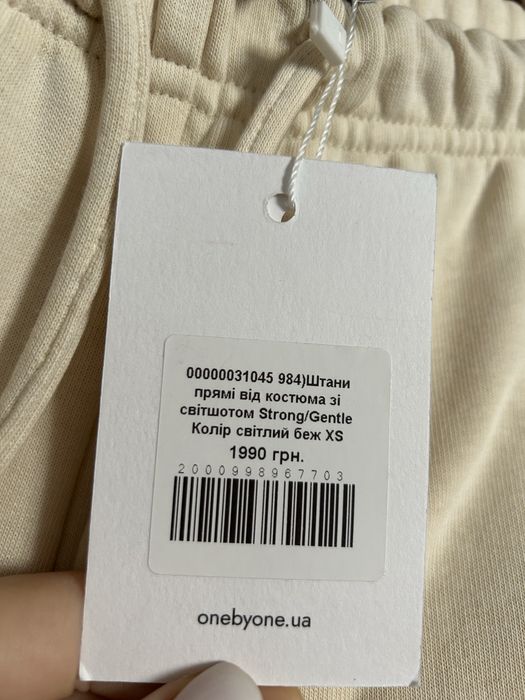 00000031045 984)Штани
прямі від костюма зі
світшотом Strong/Gentle
Колір світлий беж XS
1990 грн.
2000998967703
onebyone.ua